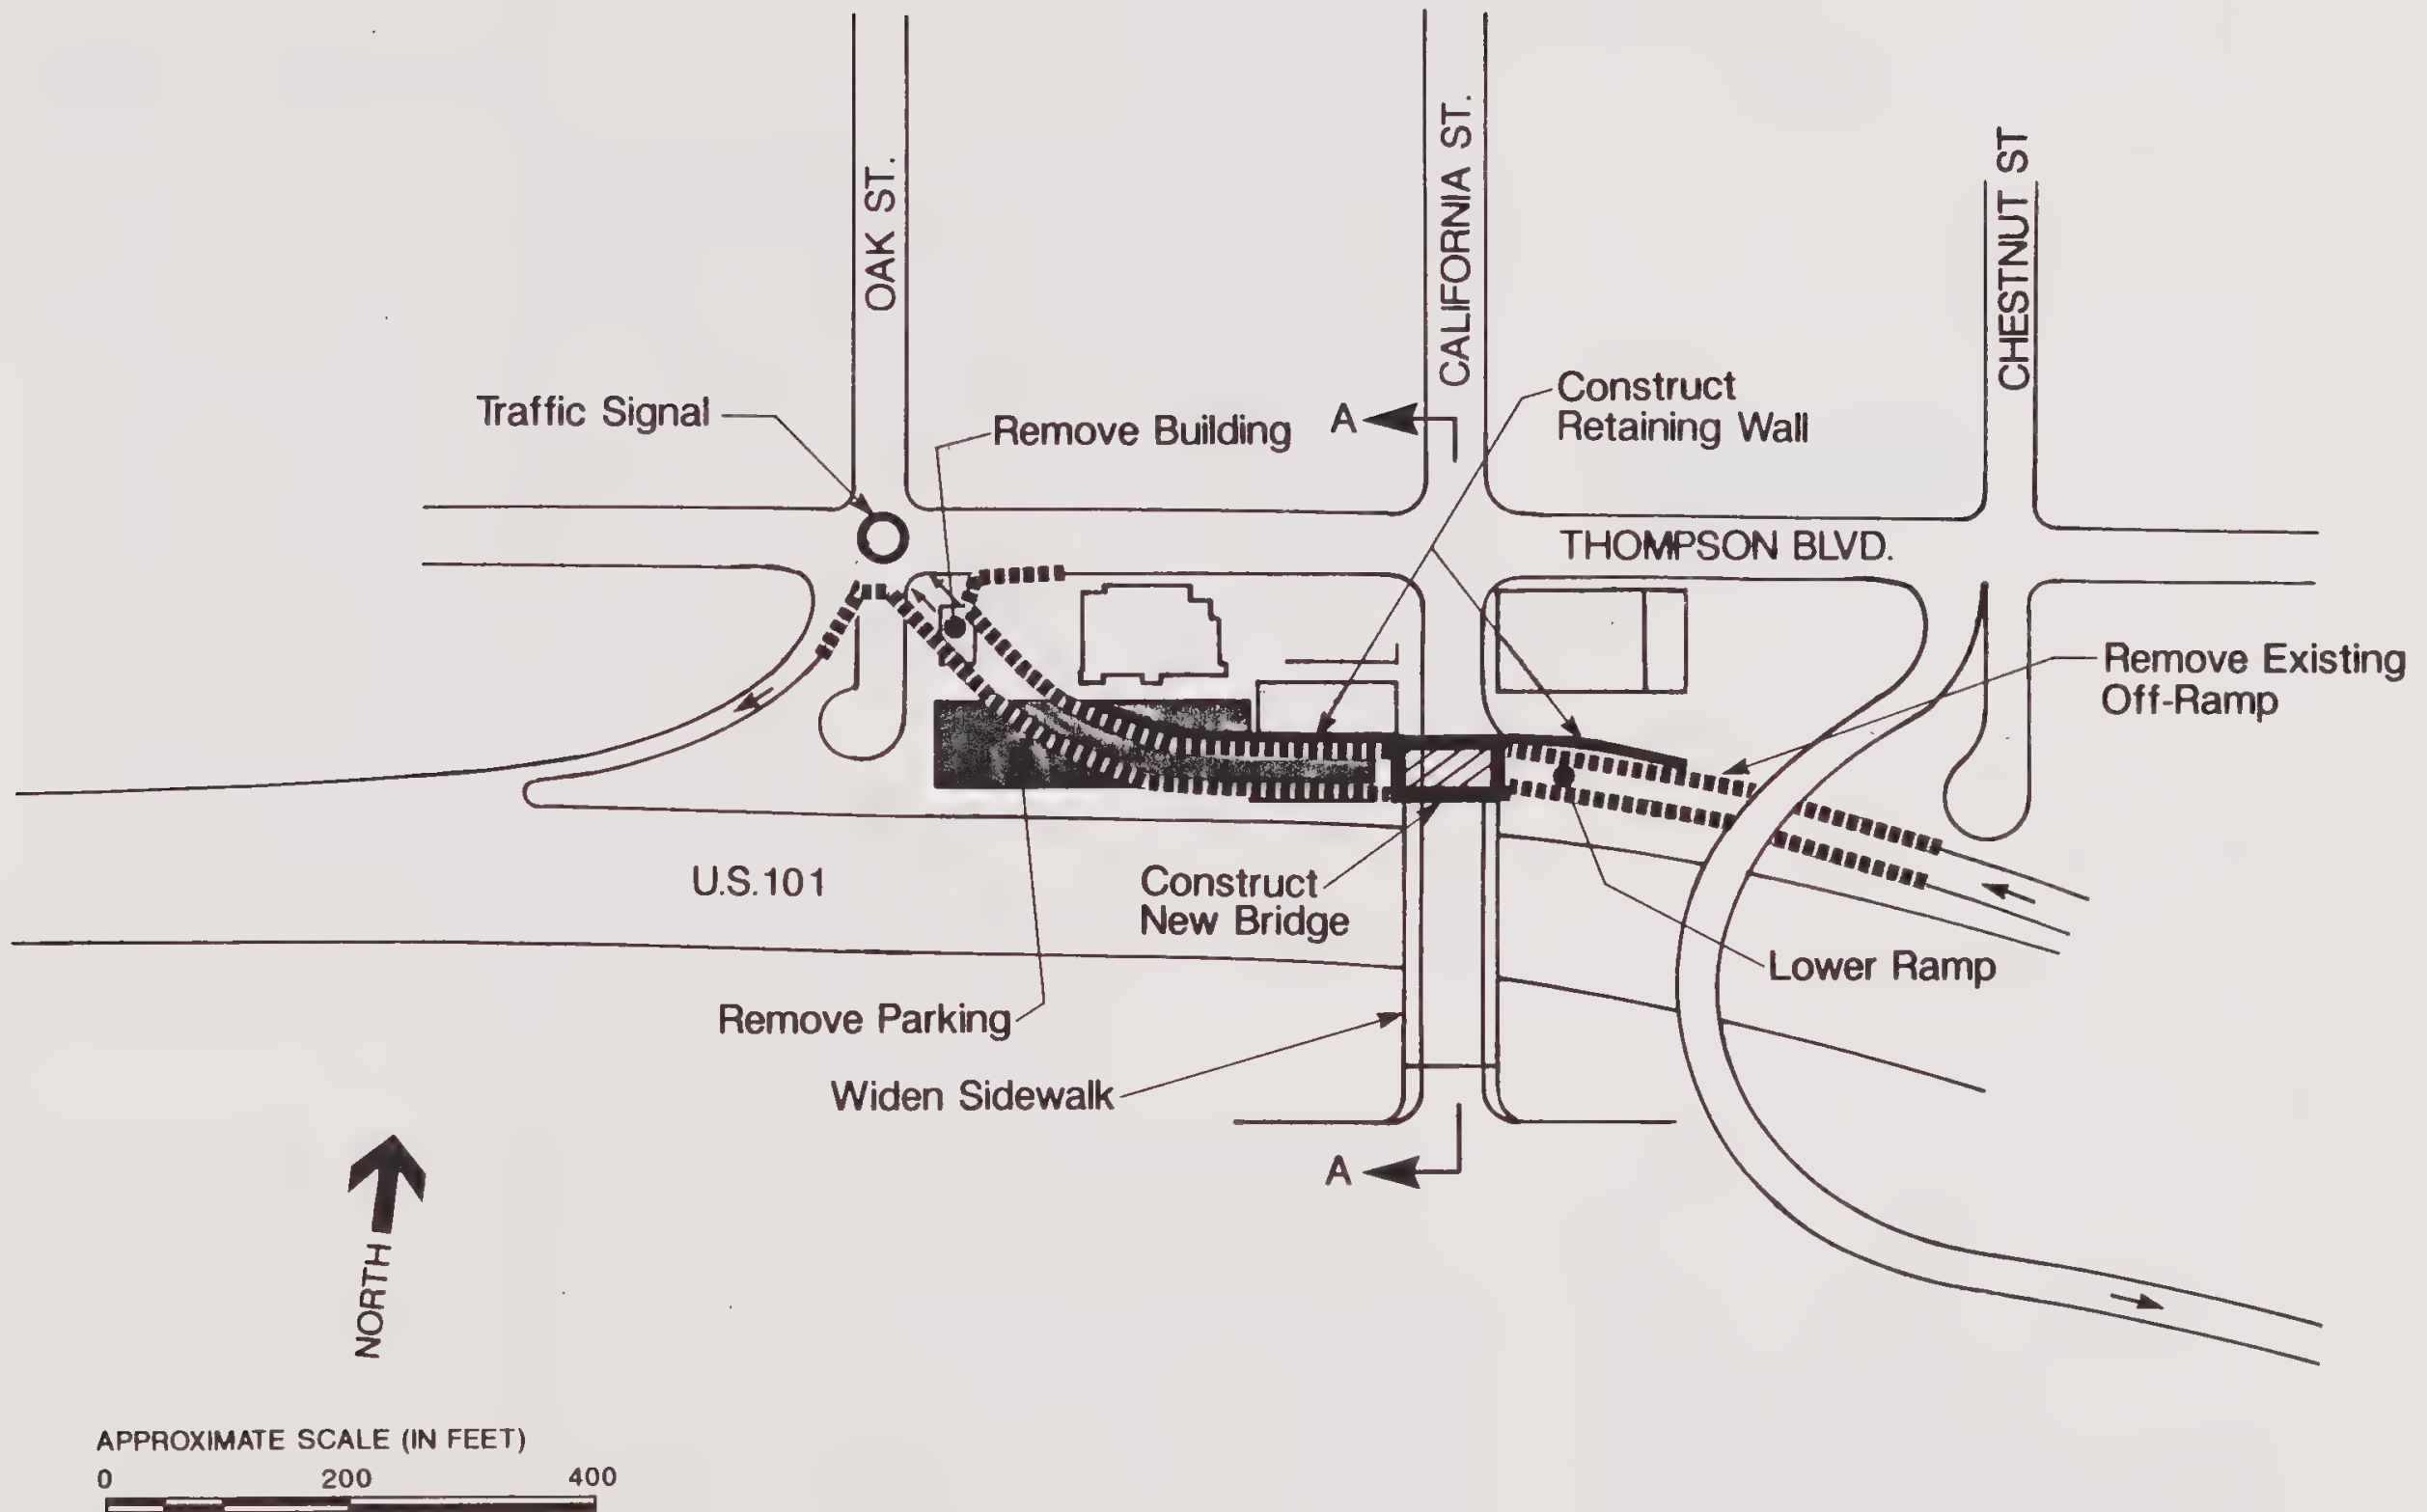 OAK ST.
CALIFORNIA ST.
CHESTNUT ST
Traffic Signal
Remove Building
A
Construct
Retaining Wall
THOMPSON BLVD.
Remove Existing
Off-Ramp
U.S.101
Construct
New Bridge
Lower Ramp
Remove Parking
Widen Sidewalk
A
NORTH
APPROXIMATE SCALE (IN FEET)
0 200 400